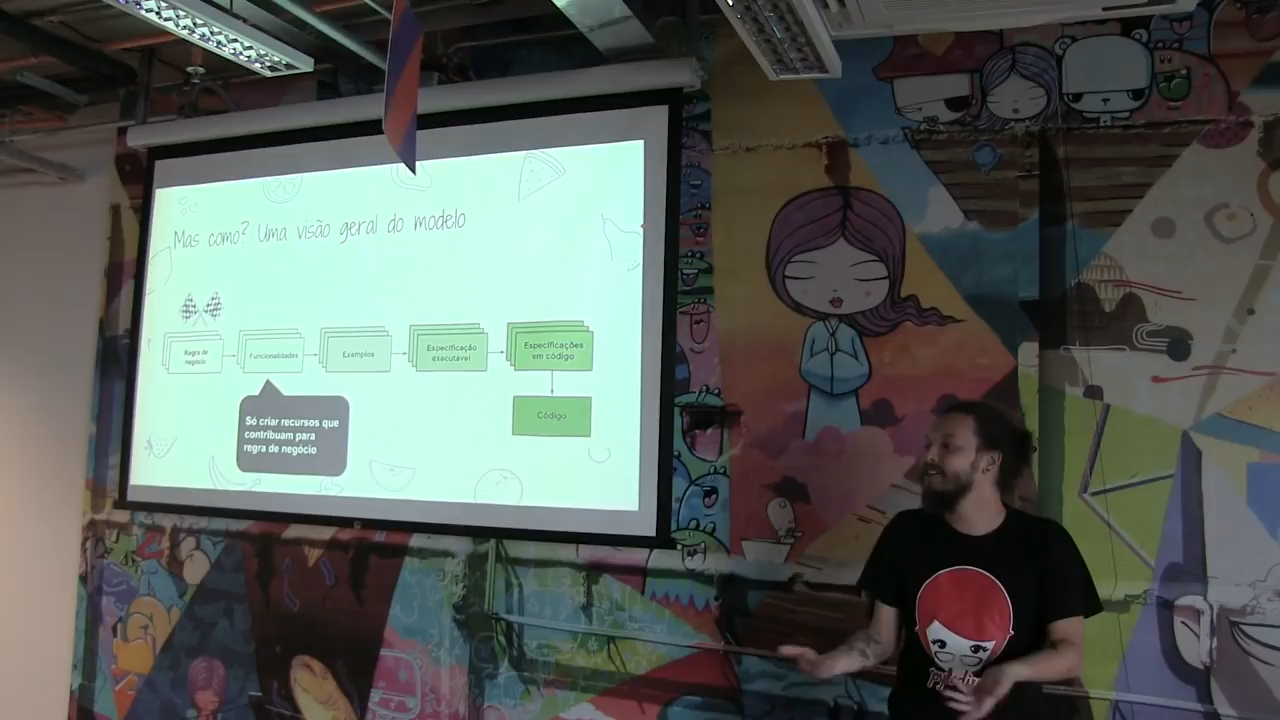 Mas como? Uma visão geral do modelo
Regra de
negócio
Funcionalidades
Exemplos
Especificação
executável
Especificações
em código
Código
Só criar recursos que
contribuam para
regra de negócio